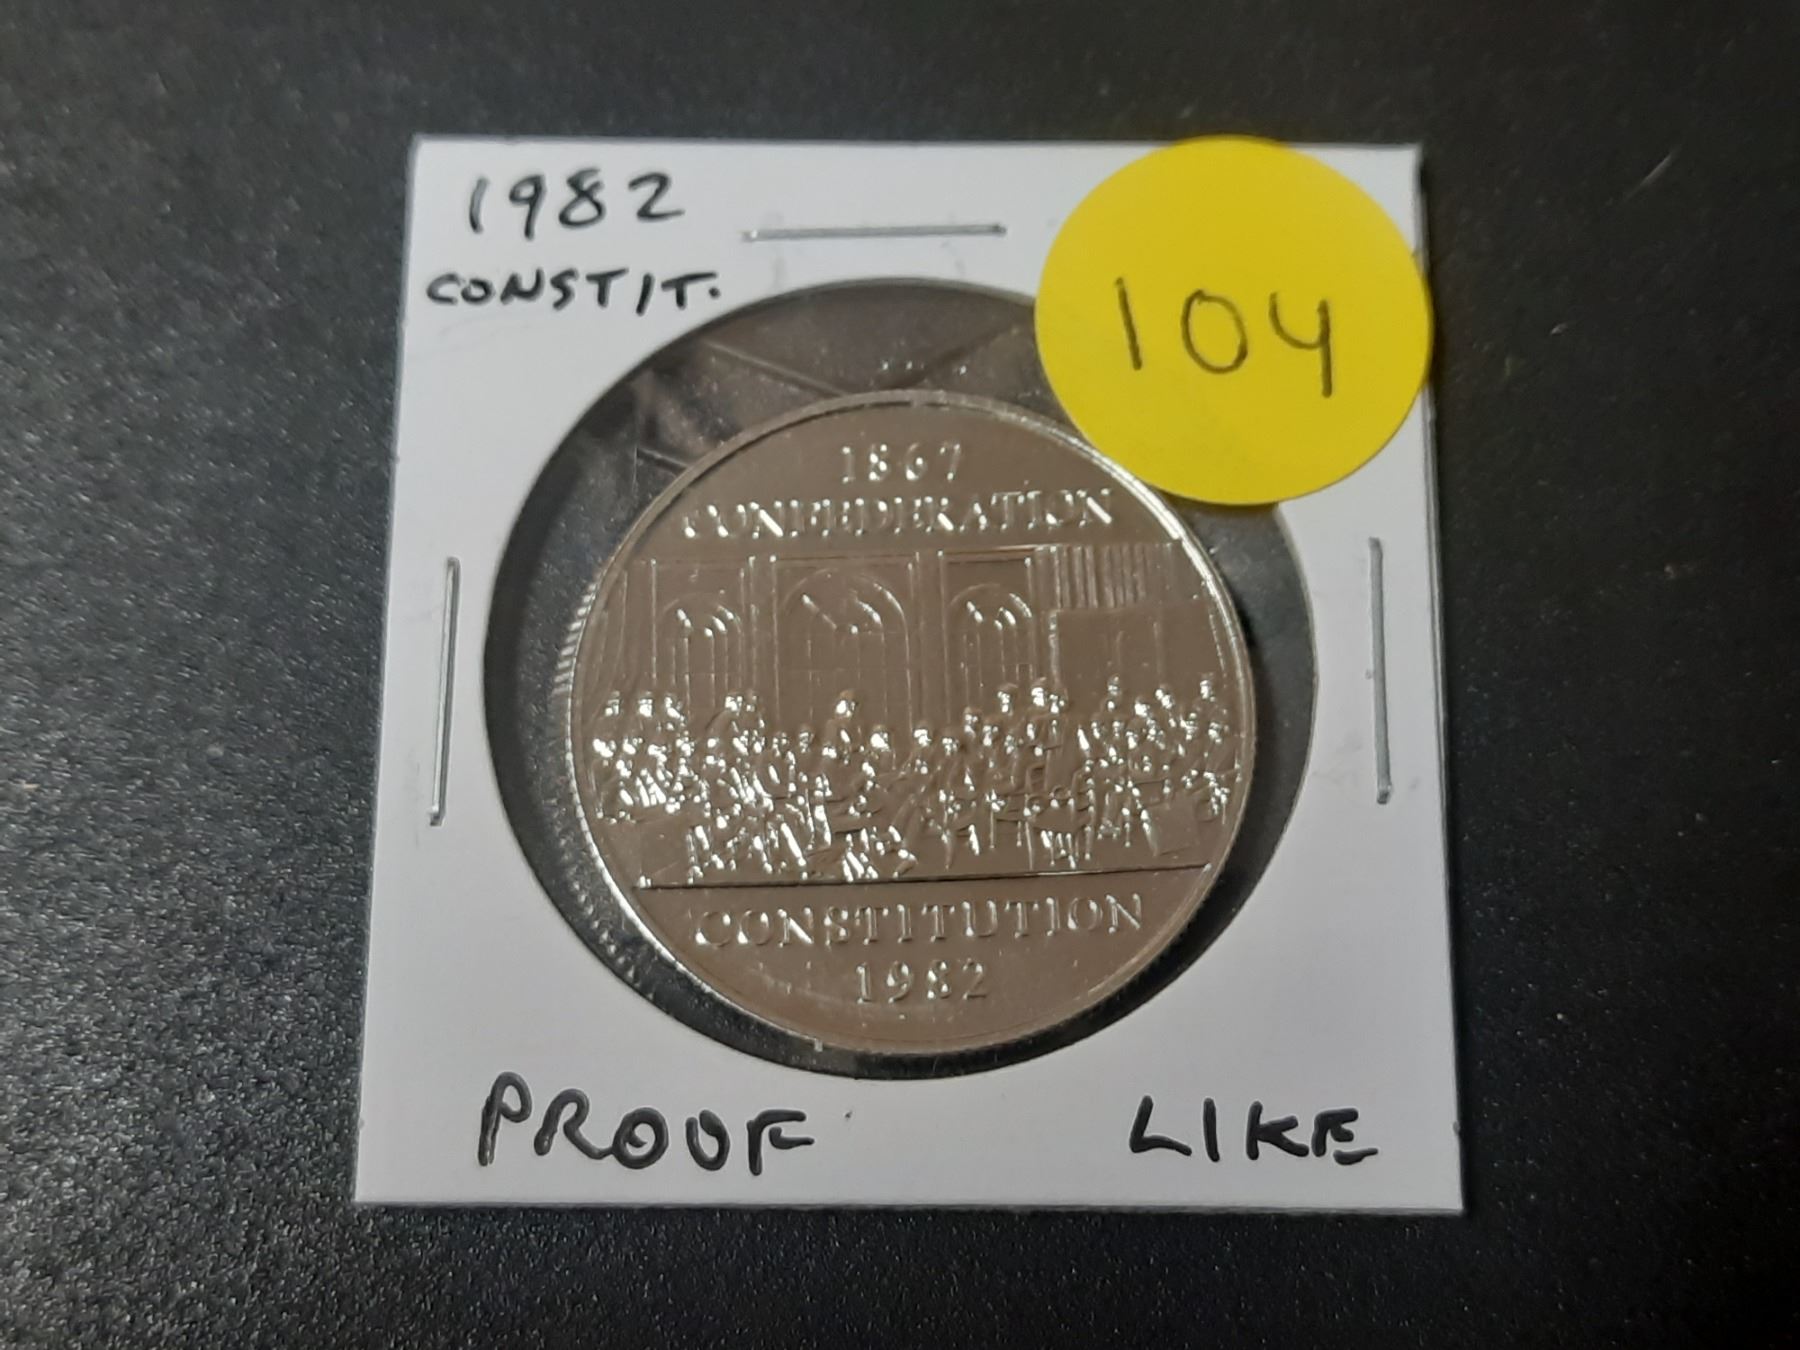 1982
CONSTIT.
104
1867
CONFEDERATION
CONSTITUTION
1982
PROOF LIKE